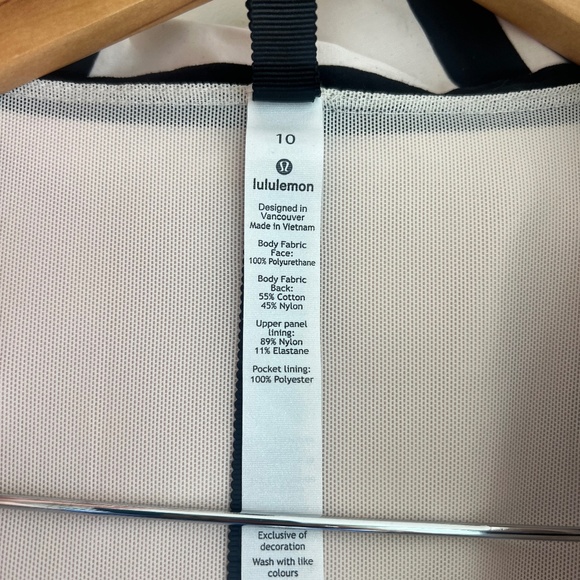 10
lululemon
Designed in
Vancouver
Made in Vietnam
Body Fabric
Face:
100% Polyurethane
Body Fabric
Back:
55% Cotton
45% Nylon
Upper panel
lining:
89% Nylon
11% Elastane
Pocket lining:
100% Polyester
Exclusive of
decoration
Wash with like
colours